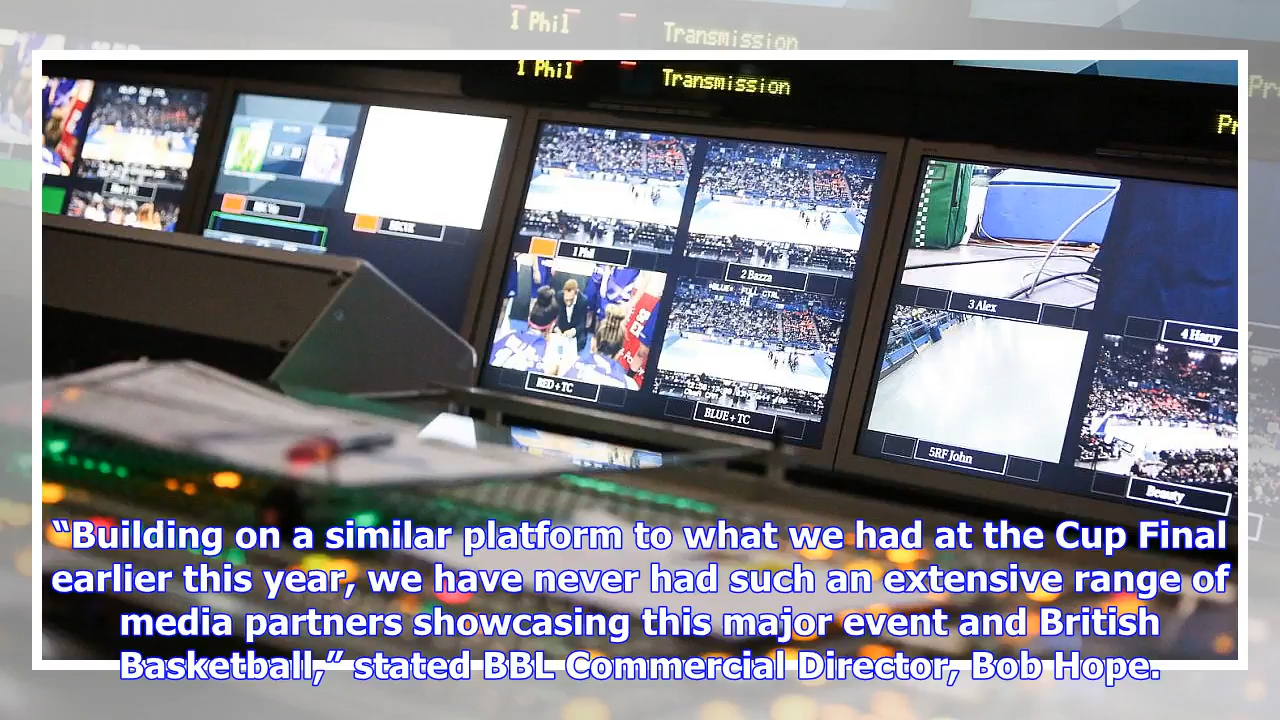 1 Phil Transmission
1 Phil Transmission
1 Phil
2 Bazza
3 Alex
4 Harry
RED + TC
BLUE + TC
5RF John
Beauty
“Building on a similar platform to what we had at the Cup Final
earlier this year, we have never had such an extensive range of
media partners showcasing this major event and British
Basketball,” stated BBL Commercial Director, Bob Hope.